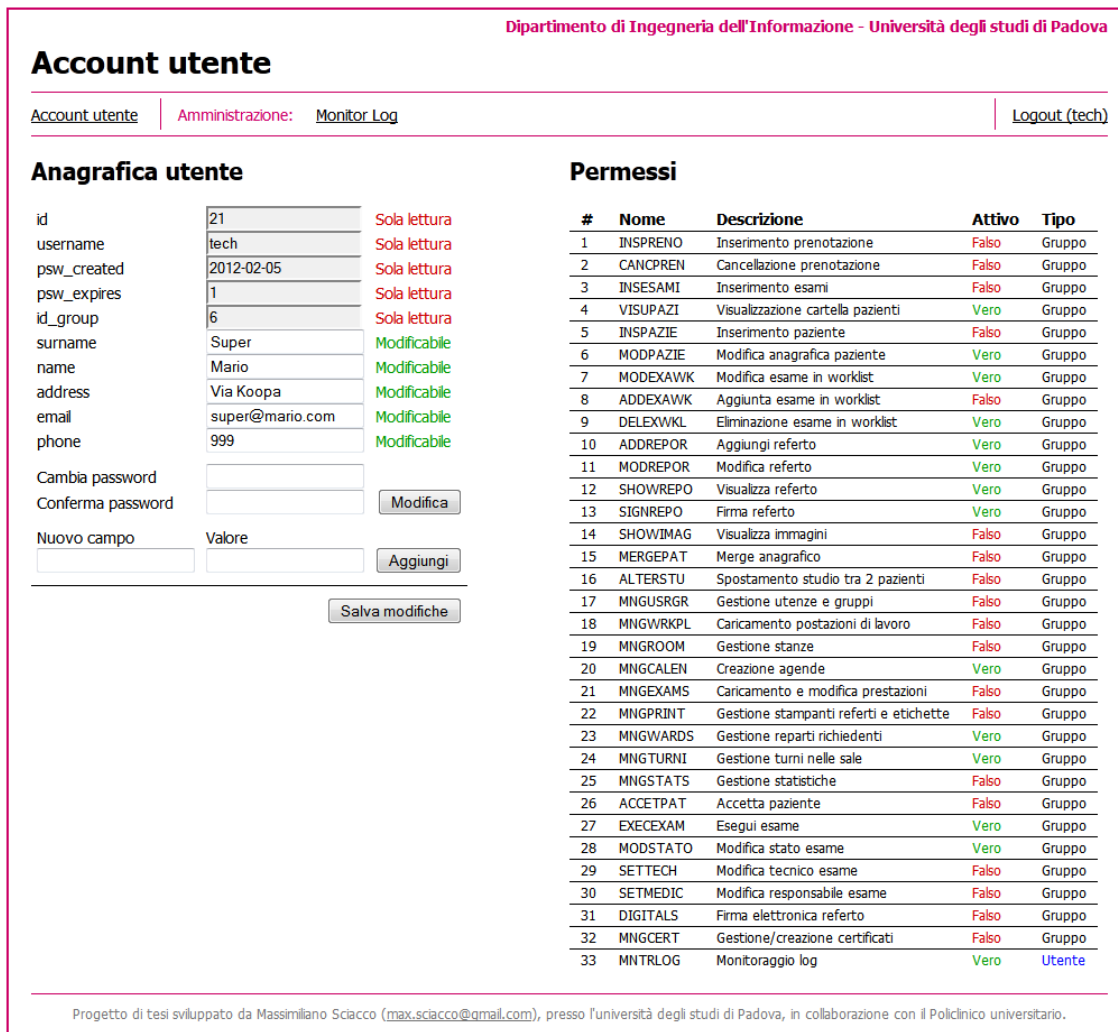 Dipartimento di Ingegneria dell'Informazione - Università degli studi di Padova
Account utente
Account utente Amministrazione: Monitor Log Logout (tech)
Anagrafica utente
id 21 Sola lettura
username tech Sola lettura
psw_created 2012-02-05 Sola lettura
psw_expires 1 Sola lettura
id_group 6 Sola lettura
surname Super Modificabile
name Mario Modificabile
address Via Koopa Modificabile
email super@mario.com Modificabile
phone 999 Modificabile
Cambia password
Conferma password Modifica
Nuovo campo Valore
Aggiungi
Salva modifiche
Permessi
# Nome Descrizione Attivo Tipo
1 INSPRENO Inserimento prenotazione Falso Gruppo
2 CANCPREN Cancellazione prenotazione Falso Gruppo
3 INSESAMI Inserimento esami Falso Gruppo
4 VISUPAZI Visualizzazione cartella pazienti Vero Gruppo
5 INSPAZIE Inserimento paziente Falso Gruppo
6 MODPAZIE Modifica anagrafica paziente Vero Gruppo
7 MODEXAWK Modifica esame in worklist Vero Gruppo
8 ADDEXAWK Aggiunta esame in worklist Falso Gruppo
9 DELEXWKL Eliminazione esame in worklist Vero Gruppo
10 ADDREPOR Aggiungi referto Vero Gruppo
11 MODREPOR Modifica referto Vero Gruppo
12 SHOWREPO Visualizza referto Vero Gruppo
13 SIGNREPO Firma referto Vero Gruppo
14 SHOWIMAG Visualizza immagini Falso Gruppo
15 MERGEPAT Merge anagrafico Falso Gruppo
16 ALTERSTU Spostamento studio tra 2 pazienti Falso Gruppo
17 MNGUSRGR Gestione utenze e gruppi Falso Gruppo
18 MNGWRKPL Caricamento postazioni di lavoro Falso Gruppo
19 MNGROOM Gestione stanze Falso Gruppo
20 MNGCALEN Creazione agende Vero Gruppo
21 MNGEXAMS Caricamento e modifica prestazioni Falso Gruppo
22 MNGPRINT Gestione stampanti referti e etichette Falso Gruppo
23 MNGWARDS Gestione reparti richiedenti Vero Gruppo
24 MNGTURNI Gestione turni nelle sale Vero Gruppo
25 MNGSTATS Gestione statistiche Falso Gruppo
26 ACCETPAT Accetta paziente Falso Gruppo
27 EXECEXAM Esegui esame Vero Gruppo
28 MODSTATO Modifica stato esame Vero Gruppo
29 SETTECH Modifica tecnico esame Falso Gruppo
30 SETMEDIC Modifica responsabile esame Falso Gruppo
31 DIGITALS Firma elettronica referto Falso Gruppo
32 MNGCERT Gestione/creazione certificati Falso Gruppo
33 MNTRLOG Monitoraggio log Vero Utente
Progetto di tesi sviluppato da Massimiliano Sciacco (max.sciacco@gmail.com), presso l'università degli studi di Padova, in collaborazione con il Policlinico universitario.